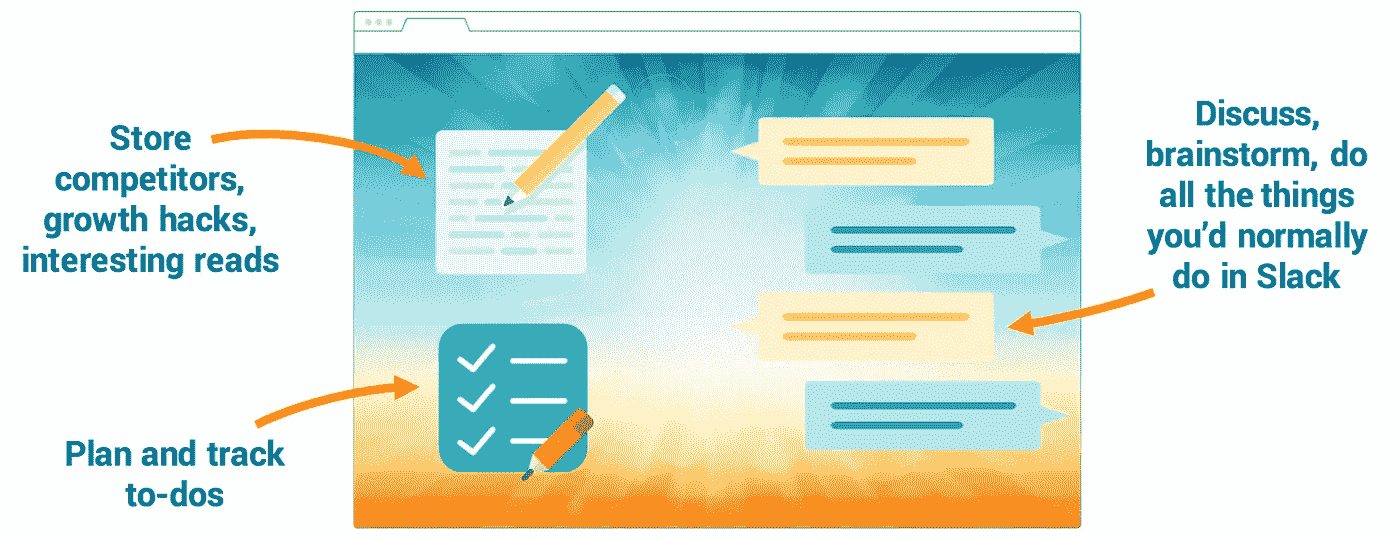 Store
competitors,
growth hacks,
interesting reads
Plan and track
to-dos
Discuss,
brainstorm, do
all the things
you'd normally
do in Slack